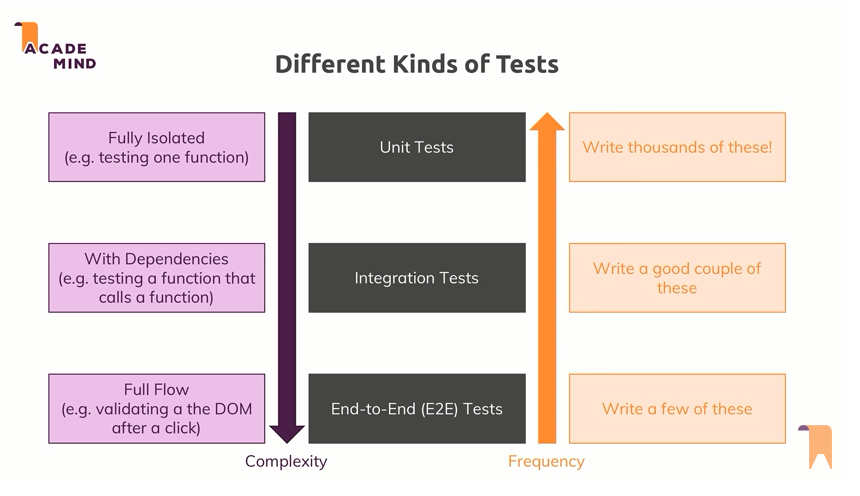 ACADE
MIND
Different Kinds of Tests
Fully Isolated
(e.g. testing one function)
Unit Tests
Write thousands of these!
With Dependencies
(e.g. testing a function that
calls a function)
Integration Tests
Write a good couple of
these
Full Flow
(e.g. validating a the DOM
after a click)
End-to-End (E2E) Tests
Write a few of these
Complexity
Frequency